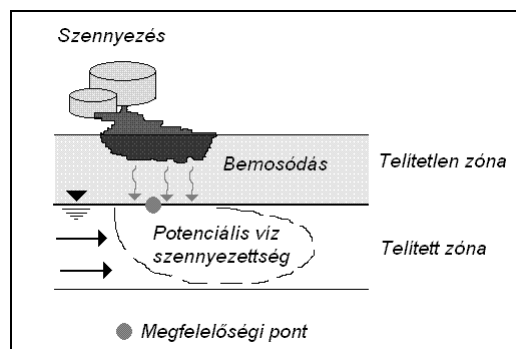 Szennyezés
Bemosódás
Telítetlen zóna
Potenciális víz
szennyezettség
Telített zóna
Megfelelőségi pont